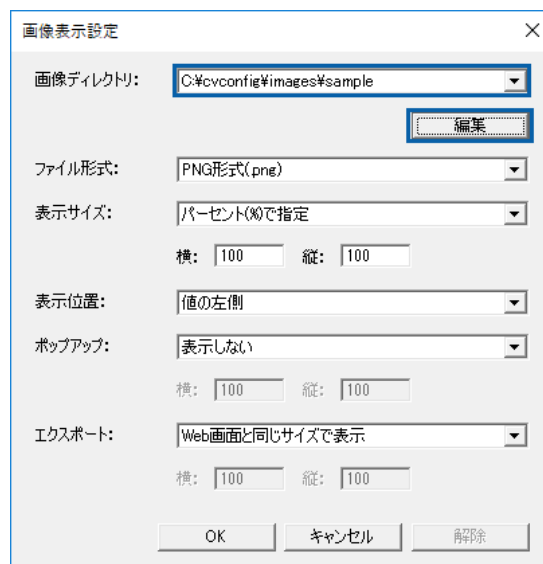 画像表示設定
画像ディレクトリ: C:¥cvconfig¥images¥sample
編集
ファイル形式: PNG形式(.png)
表示サイズ: パーセント(%)で指定
横: 100 縦: 100
表示位置: 値の左側
ポップアップ: 表示しない
横: 100 縦: 100
エクスポート: Web画面と同じサイズで表示
横: 100 縦: 100
OK キャンセル 解除